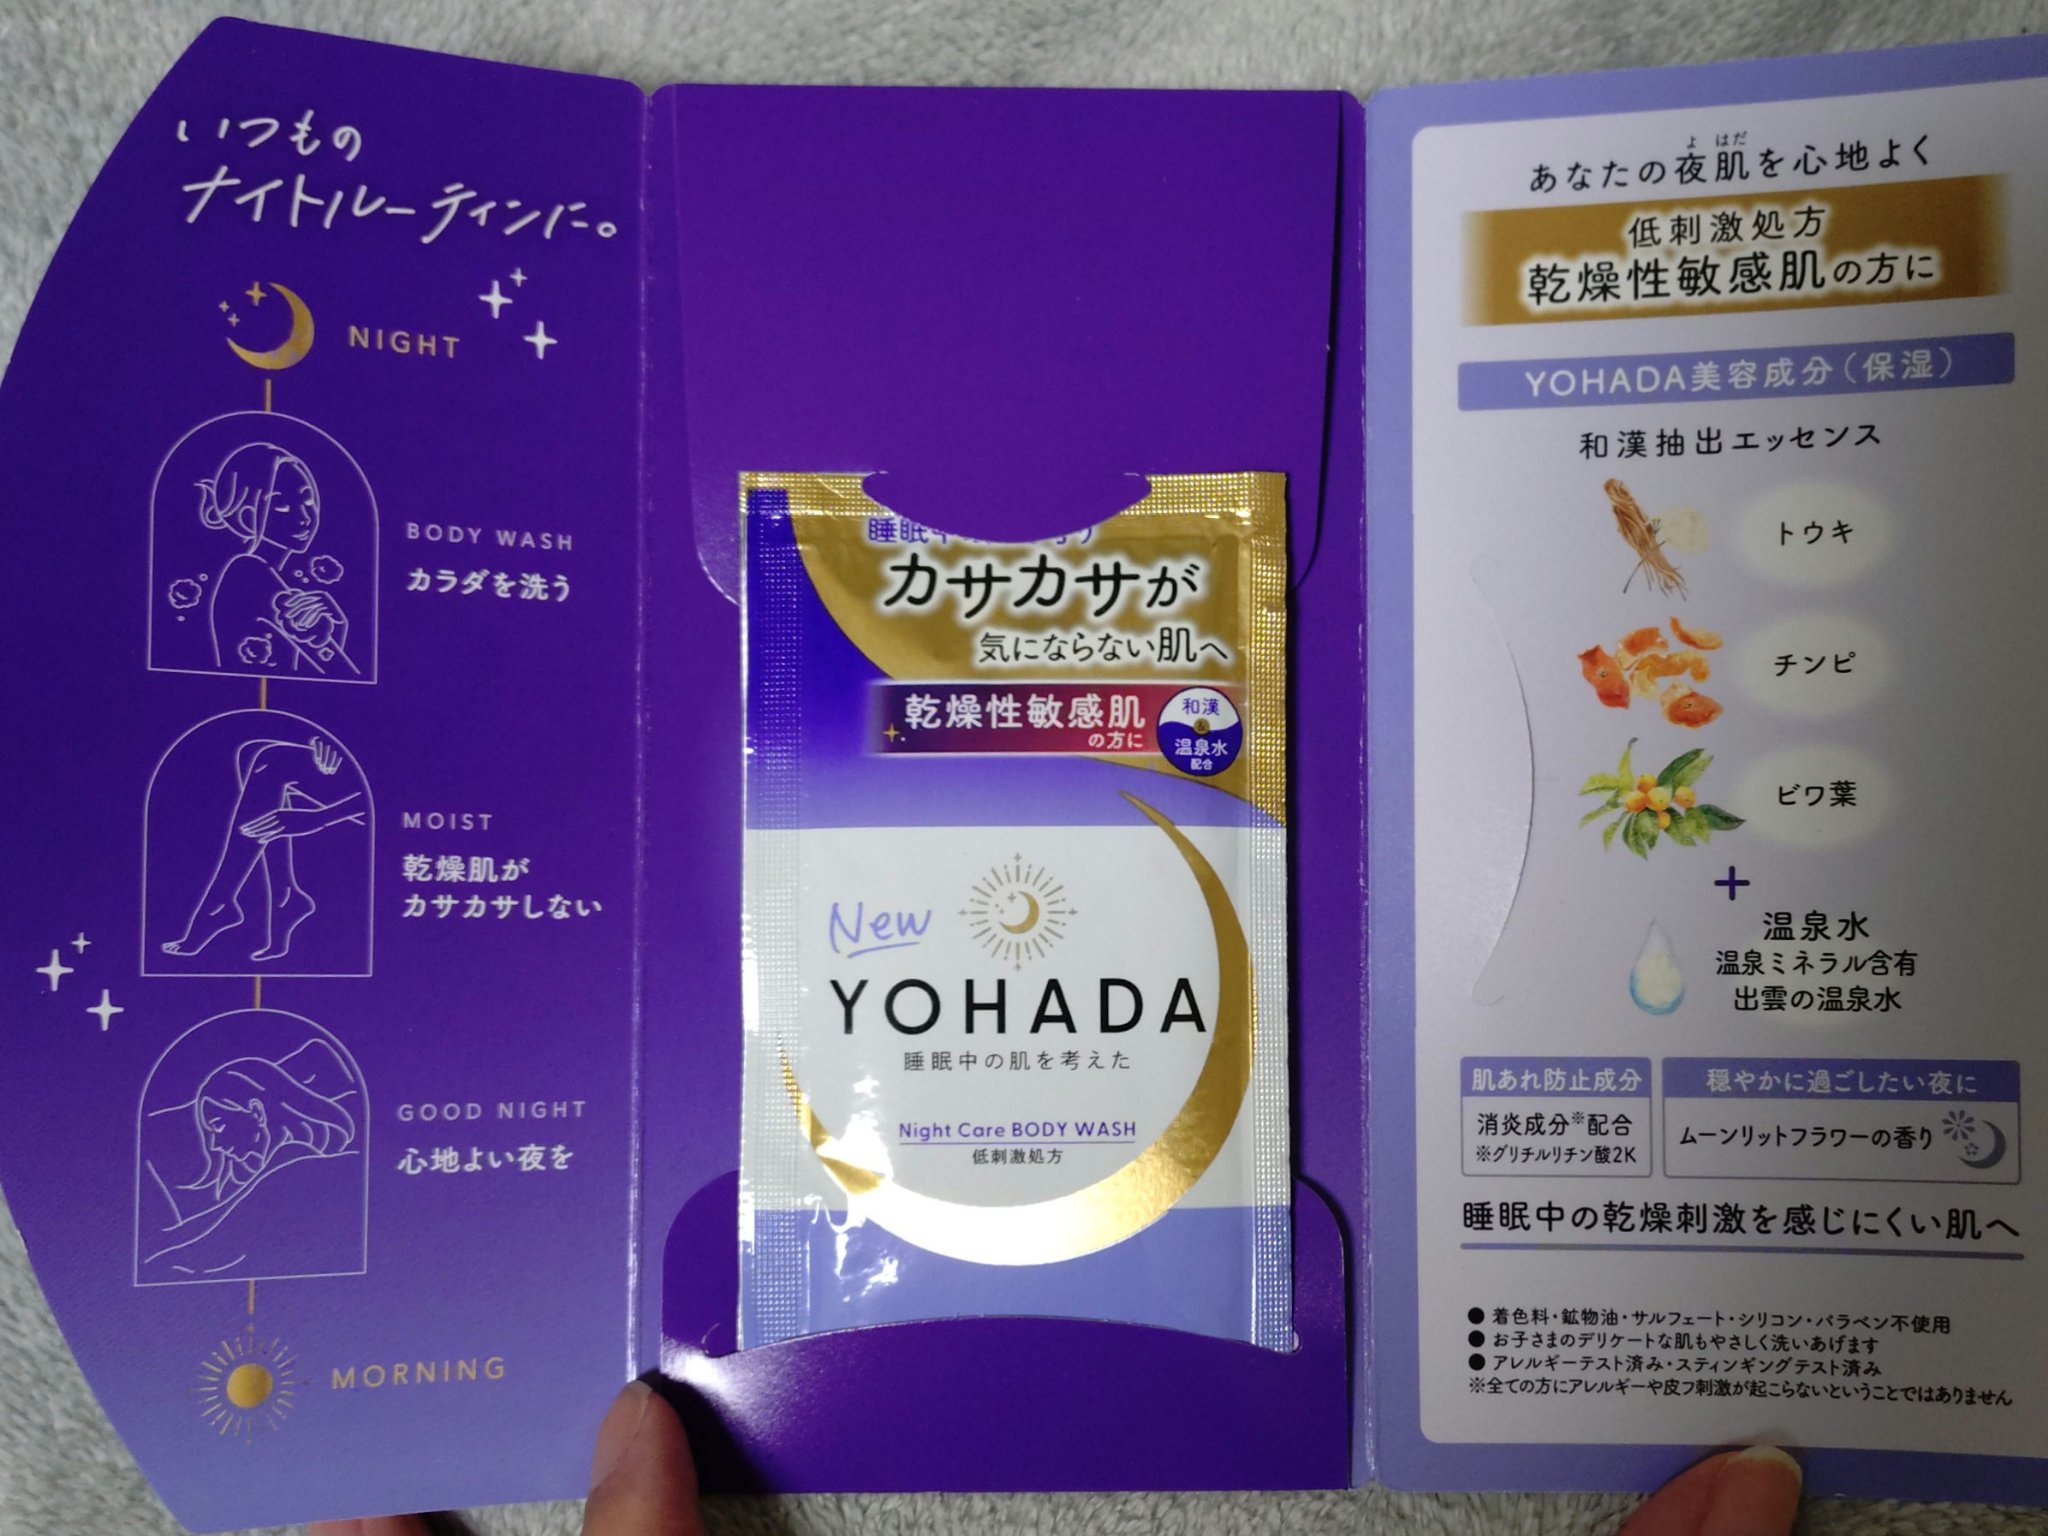 いつもの
ナイトルーティンに。
NIGHT
BODY WASH
カラダを洗う
MOIST
乾燥肌が
カサカサしない
GOOD NIGHT
心地よい夜を
MORNING
睡眠中
カサカサが
気にならない肌へ
乾燥性敏感肌
の方に
和漢
&
温泉水
配合
New
YOHADA
睡眠中の肌を考えた
Night Care BODY WASH
低刺激処方
よ はだ
あなたの夜肌を心地よく
低刺激処方
乾燥性敏感肌の方に
YOHADA美容成分(保湿)
和漢抽出エッセンス
トウキ
チンピ
ビワ葉
+
温泉水
温泉ミネラル含有
出雲の温泉水
肌あれ防止成分
消炎成分※配合
※グリチルリチン酸2K
穏やかに過ごしたい夜に
ムーンリットフラワーの香り
睡眠中の乾燥刺激を感じにくい肌へ
●着色料・鉱物油・サルフェート・シリコン・パラベン不使用
●お子さまのデリケートな肌もやさしく洗いあげます
●アレルギーテスト済み・スティンギングテスト済み
※全ての方にアレルギーや皮フ刺激が起こらないということではありません